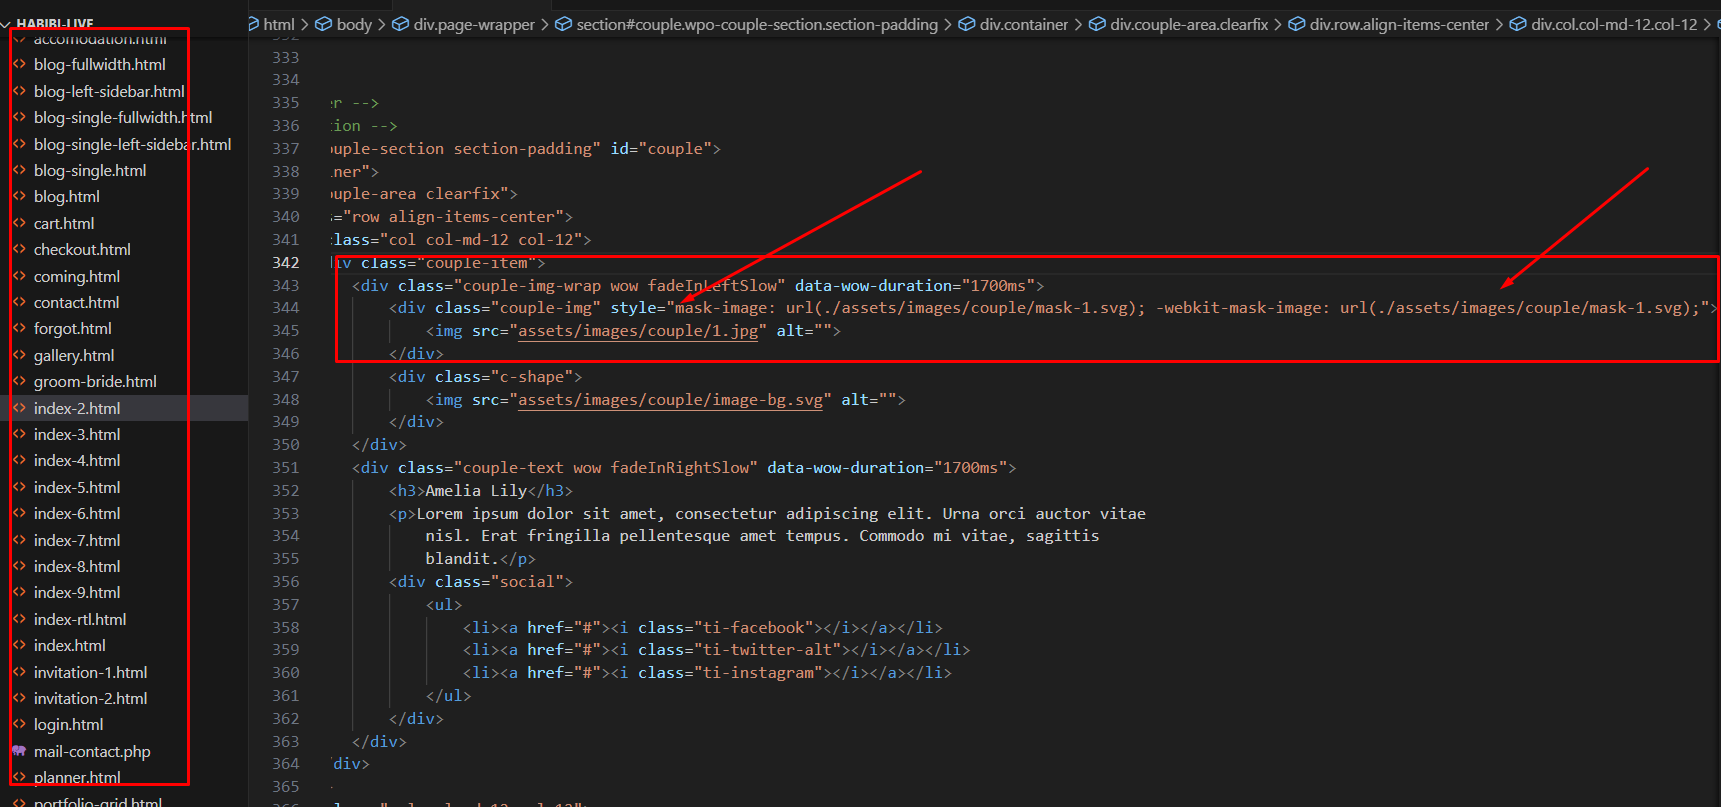 HABIBI-LIVE
accomodation.html
blog-fullwidth.html
blog-left-sidebar.html
blog-single-fullwidth.html
blog-single-left-sidebar.html
blog-single.html
blog.html
cart.html
checkout.html
coming.html
contact.html
forgot.html
gallery.html
groom-bride.html
index-2.html
index-3.html
index-4.html
index-5.html
index-6.html
index-7.html
index-8.html
index-9.html
index-rtl.html
index.html
invitation-1.html
invitation-2.html
login.html
mail-contact.php
planner.html
portfolio-grid.html
html > body > div.page-wrapper > section#couple.wpo-couple-section.section-padding > div.container > div.couple-area.clearfix > div.row.align-items-center > div.col.col-md-12.col-12 >
332
333
334
335 er -->
336 tion -->
337 ouple-section section-padding" id="couple">
338 iner">
339 ouple-area clearfix">
340 s="row align-items-center">
341 class="col col-md-12 col-12">
342 div class="couple-item">
343 <div class="couple-img-wrap wow fadeInLeftSlow" data-wow-duration="1700ms">
344 <div class="couple-img" style="mask-image: url(./assets/images/couple/mask-1.svg); -webkit-mask-image: url(./assets/images/couple/mask-1.svg);">
345 <img src="assets/images/couple/1.jpg" alt="">
346 </div>
347 <div class="c-shape">
348 <img src="assets/images/couple/image-bg.svg" alt="">
349 </div>
350 </div>
351 <div class="couple-text wow fadeInRightSlow" data-wow-duration="1700ms">
352 <h3>Amelia Lily</h3>
353 <p>Lorem ipsum dolor sit amet, consectetur adipiscing elit. Urna orci auctor vitae
354 nisl. Erat fringilla pellentesque amet tempus. Commodo mi vitae, sagittis
355 blandit.</p>
356 <div class="social">
357 <ul>
358 <li><a href="#"><i class="ti-facebook"></i></a></li>
359 <li><a href="#"><i class="ti-twitter-alt"></i></a></li>
360 <li><a href="#"><i class="ti-instagram"></i></a></li>
361 </ul>
362 </div>
363 </div>
364 /div>
365
366